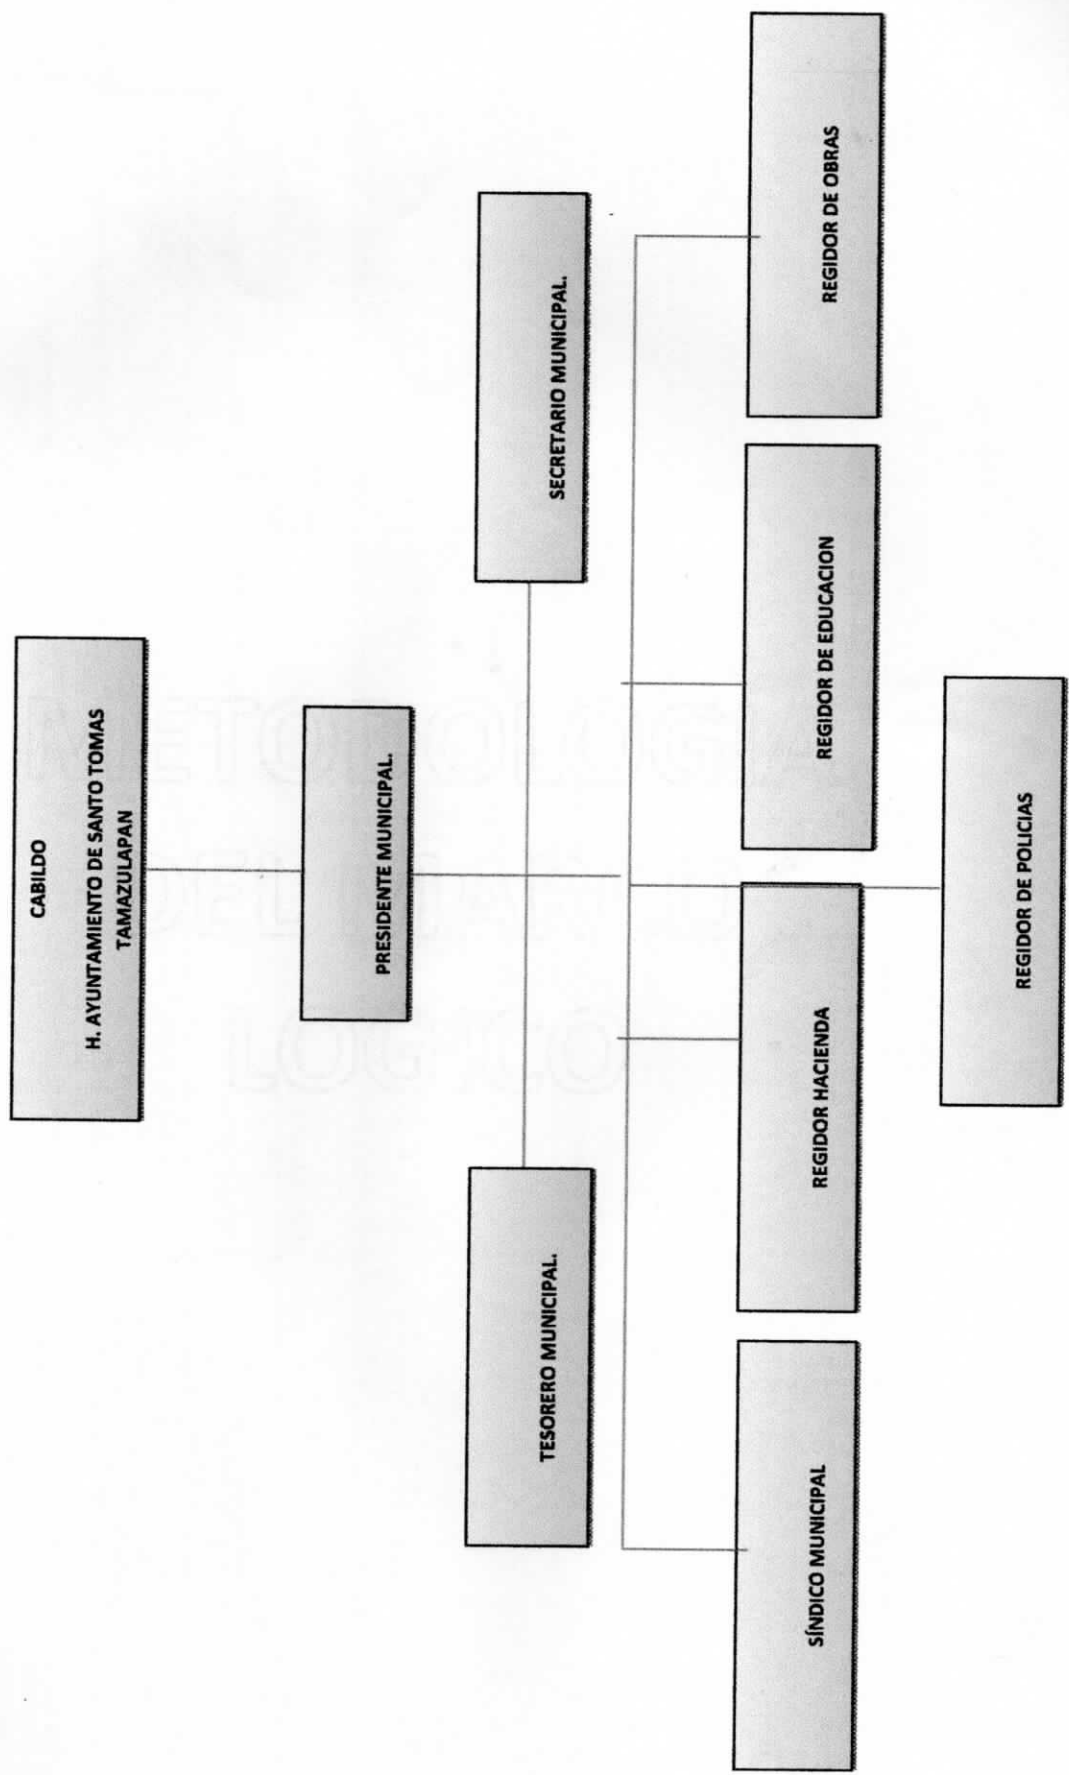 CABILDO
H. AYUNTAMIENTO DE SANTO TOMAS
TAMAZULAPAN
PRESIDENTE MUNICIPAL.
TESORERO MUNICIPAL.
SECRETARIO MUNICIPAL.
SÍNDICO MUNICIPAL
REGIDOR HACIENDA
REGIDOR DE EDUCACION
REGIDOR DE OBRAS
REGIDOR DE POLICIAS